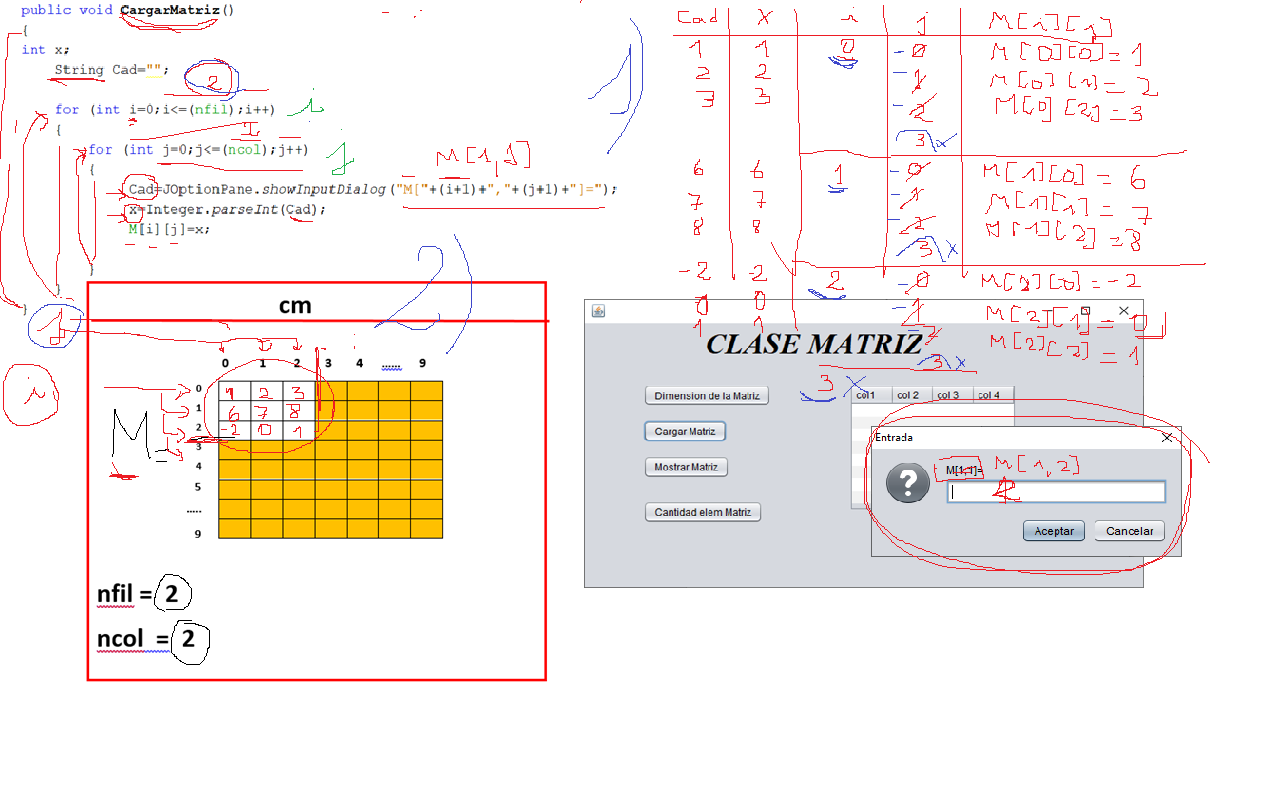 public void CargarMatriz()
{
int x;
String Cad="";
2
for (int i=0;i<=(nfil);i++)
{
for (int j=0;j<=(ncol);j++)
{
M[1,1]
Cad=JOptionPane.showInputDialog("M["+(i+1)+","+(j+1)+"]=");
x=Integer.parseInt(Cad);
M[i][j]=x;
}
}
}
1)
2)
Cad x i j M[i][j]
1 1 0 0 M[0][0]=1
2 2 1 M[0][1]=2
3 3 2 M[0][2]=3
3 x
6 6 1 0 M[1][0]=6
7 7 1 M[1][1]=7
8 8 2 M[1][2]=8
3 x
-2 -2 2 0 M[2][0]=-2
0 0 1 M[2][1]=0
1 1 2 M[2][2]=1
3 x
3 x
cm
0 1 2 3 4 ...... 9
0 1 2 3
1 6 7 8
2 -2 0 1
3
4
5
.....
9
M
nfil = 2
ncol = 2
CLASE MATRIZ
Dimension de la Matriz
Cargar Matriz
Mostrar Matriz
Cantidad elem Matriz
col1 col 2 col 3 col 4
Entrada
M[1,1]= M[1,2]
Aceptar Cancelar